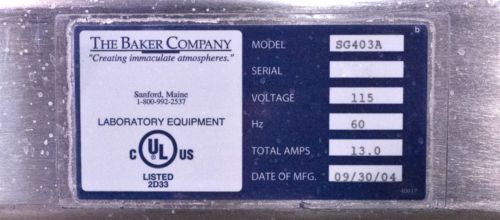 THE BAKER COMPANY
"Creating immaculate atmospheres."
Sanford, Maine
1-800-992-2537
LABORATORY EQUIPMENT
C UL US
LISTED
2D33
b
MODEL SG403A
SERIAL
VOLTAGE 115
Hz 60
TOTAL AMPS 13.0
DATE OF MFG. 09/30/04
40617